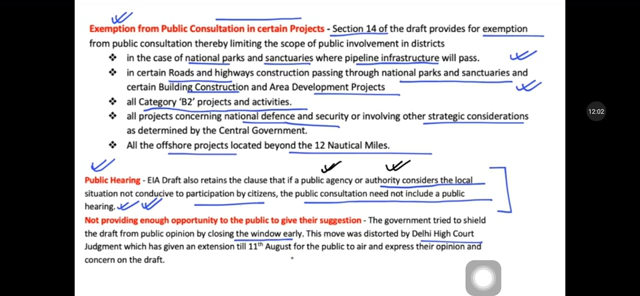 Exemption from Public Consultation in certain Projects - Section 14 of the draft provides for exemption
from public consultation thereby limiting the scope of public involvement in districts
❖ in the case of national parks and sanctuaries where pipeline infrastructure will pass.
❖ in certain Roads and highways construction passing through national parks and sanctuaries and
certain Building Construction and Area Development Projects
❖ all Category 'B2' projects and activities.
❖ all projects concerning national defence and security or involving other strategic considerations
as determined by the Central Government.
❖ All the offshore projects located beyond the 12 Nautical Miles.
12:02
Public Hearing - EIA Draft also retains the clause that if a public agency or authority considers the local
situation not conducive to participation by citizens, the public consultation need not include a public
hearing.
Not providing enough opportunity to the public to give their suggestion - The government tried to shield
the draft from public opinion by closing the window early. This move was distorted by Delhi High Court
Judgment which has given an extension till 11th August for the public to air and express their opinion and
concern on the draft.